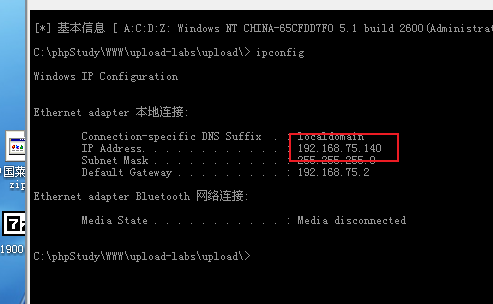 [*] 基本信息 [ A:C:D:Z: Windows NT CHINA-65CFDD7F0 5.1 build 2600(Administrat
C:\phpStudy\WWW\upload-labs\upload\> ipconfig
Windows IP Configuration
Ethernet adapter 本地连接:
Connection-specific DNS Suffix . : localdomain
IP Address. . . . . . . . . . . . : 192.168.75.140
Subnet Mask . . . . . . . . . . . : 255.255.255.0
Default Gateway . . . . . . . . . : 192.168.75.2
Ethernet adapter Bluetooth 网络连接:
Media State . . . . . . . . . . . : Media disconnected
C:\phpStudy\WWW\upload-labs\upload\>
中国菜
zip
1900